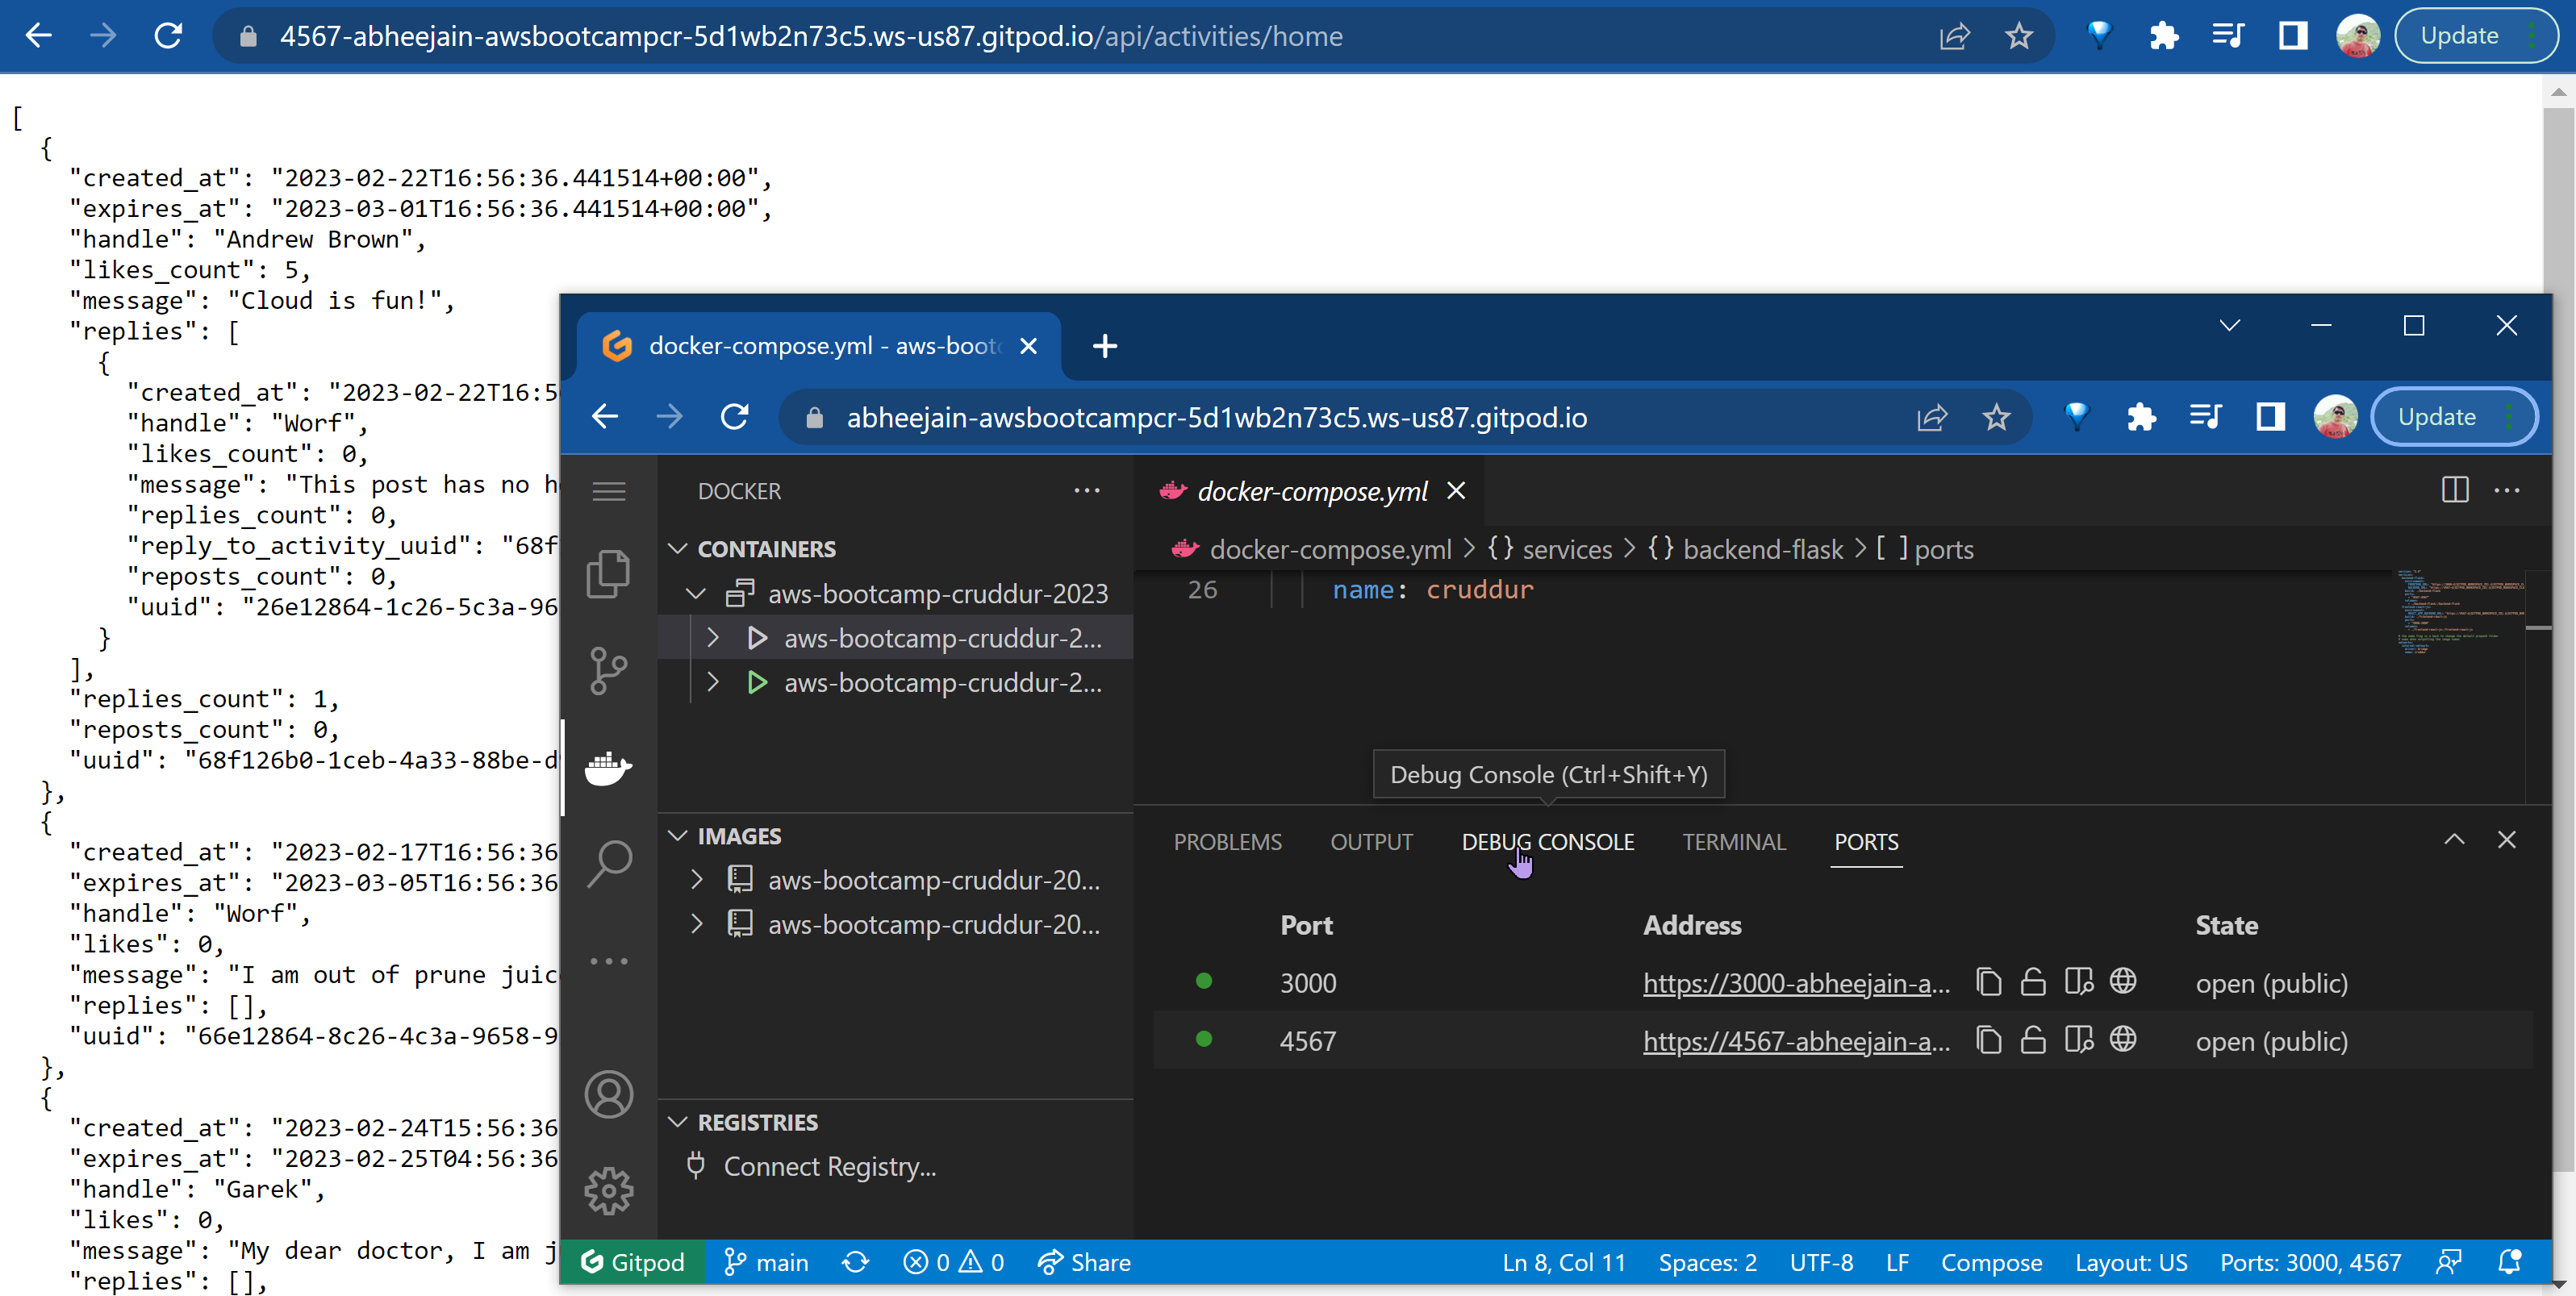 4567-abheejain-awsbootcampcr-5d1wb2n73c5.ws-us87.gitpod.io/api/activities/home
Update
[
{
"created_at": "2023-02-22T16:56:36.441514+00:00",
"expires_at": "2023-03-01T16:56:36.441514+00:00",
"handle": "Andrew Brown",
"likes_count": 5,
"message": "Cloud is fun!",
"replies": [
{
"created_at": "2023-02-22T16:5
"handle": "Worf",
"likes_count": 0,
"message": "This post has no h
"replies_count": 0,
"reply_to_activity_uuid": "68f
"reposts_count": 0,
"uuid": "26e12864-1c26-5c3a-96
}
],
"replies_count": 1,
"reposts_count": 0,
"uuid": "68f126b0-1ceb-4a33-88be-d
},
{
"created_at": "2023-02-17T16:56:36
"expires_at": "2023-03-05T16:56:36
"handle": "Worf",
"likes": 0,
"message": "I am out of prune juic
"replies": [],
"uuid": "66e12864-8c26-4c3a-9658-9
},
{
"created_at": "2023-02-24T15:56:36
"expires_at": "2023-02-25T04:56:36
"handle": "Garek",
"likes": 0,
"message": "My dear doctor, I am j
"replies": [],
docker-compose.yml - aws-boot
abheejain-awsbootcampcr-5d1wb2n73c5.ws-us87.gitpod.io
Update
DOCKER
CONTAINERS
aws-bootcamp-cruddur-2023
aws-bootcamp-cruddur-2...
aws-bootcamp-cruddur-2...
IMAGES
aws-bootcamp-cruddur-20...
aws-bootcamp-cruddur-20...
REGISTRIES
Connect Registry...
docker-compose.yml
docker-compose.yml > {} services > {} backend-flask > [ ] ports
26 name: cruddur
Debug Console (Ctrl+Shift+Y)
PROBLEMS OUTPUT DEBUG CONSOLE TERMINAL PORTS
Port Address State
3000 https://3000-abheejain-a... open (public)
4567 https://4567-abheejain-a... open (public)
Gitpod main 0 0 Share Ln 8, Col 11 Spaces: 2 UTF-8 LF Compose Layout: US Ports: 3000, 4567